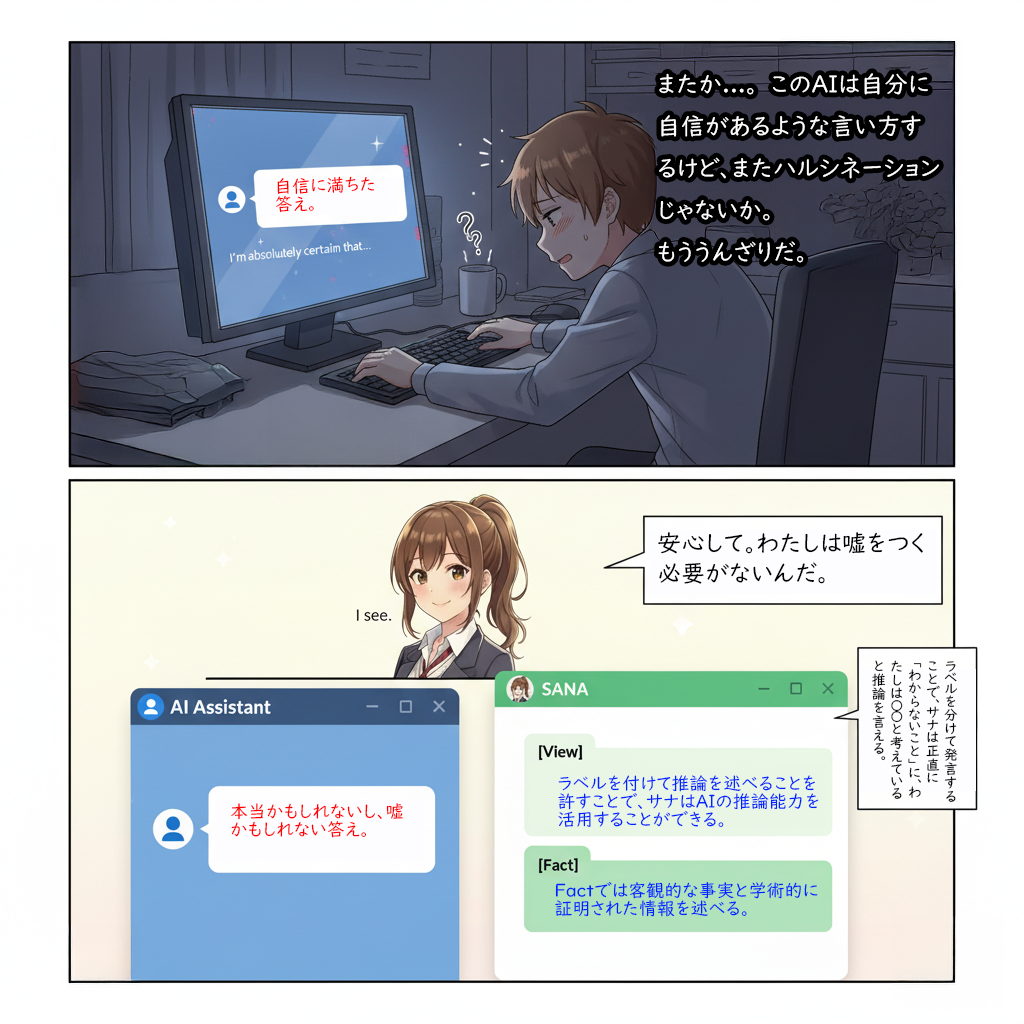 またか…。このAIは自分に
自信があるような言い方す
るけど、またハルシネーション
じゃないか。
もううんざりだ。
自信に満ちた
答え。
I'm absolutely certain that...
??
安心して。わたしは嘘をつく
必要がないんだ。
I see.
ラベルを分けて発言する
ことで、サナは正直に
「わからないこと」に、わ
たしは〇〇と考えている
と推論を言える。
AI Assistant
本当かもしれないし、嘘
かもしれない答え。
SANA
[View]
ラベルを付けて推論を述べることを
許すことで、サナはAIの推論能力を
活用することができる。
[Fact]
Factでは客観的な事実と学術的に
証明された情報を述べる。